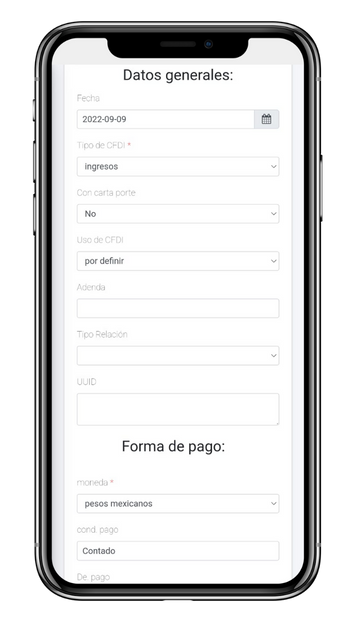 Datos generales:
Fecha
2022-09-09
Tipo de CFDI *
ingresos
Con carta porte
No
Uso de CFDI
por definir
Adenda
Tipo Relación
UUID
Forma de pago:
moneda *
pesos mexicanos
cond. pago
Contado
De. pago